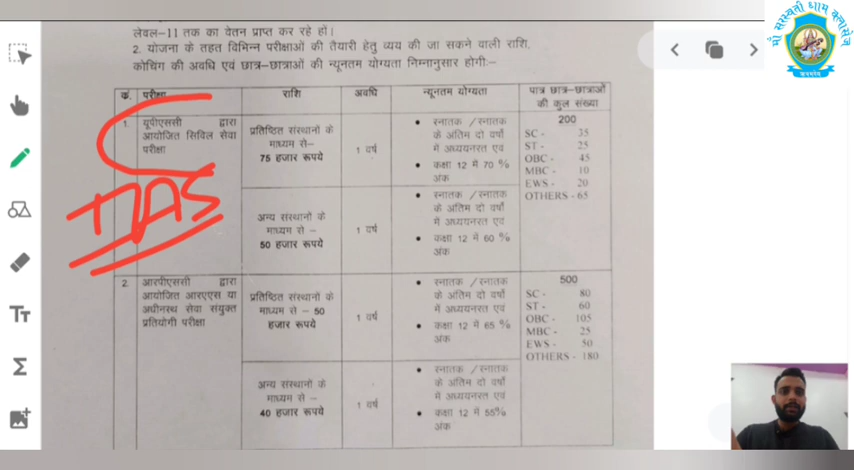 लेवल–11 तक का वेतन प्राप्त कर रहे हों।
2. योजना के तहत विभिन्न परीक्षाओं की तैयारी हेतु व्यय की जा सकने वाली राशि,
कोचिंग की अवधि एवं छात्र–छात्राओं की न्यूनतम योग्यता निम्नानुसार होगीः–
क्रं. परीक्षा राशि अवधि न्यूनतम योग्यता पात्र छात्र–छात्राओं
की कुल संख्या
1. यूपीएससी द्वारा
आयोजित सिविल सेवा
परीक्षा
प्रतिष्ठित संस्थानों के
माध्यम से–
75 हजार रूपये
1 वर्ष
• स्नातक /स्नातक
के अंतिम दो वर्षों
में अध्ययनरत एवं
• कक्षा 12 में 70 %
अंक
200
SC - 35
ST - 25
OBC - 45
MBC - 10
EWS - 20
OTHERS - 65
अन्य संस्थानों के
माध्यम से –
50 हजार रूपये
1 वर्ष
• स्नातक /स्नातक
के अंतिम दो वर्षों
में अध्ययनरत एवं
• कक्षा 12 में 60 %
अंक
IAS
2. आरपीएससी द्वारा
आयोजित आरएएस या
अधीनस्थ सेवा संयुक्त
प्रतियोगी परीक्षा
प्रतिष्ठित संस्थानों के
माध्यम से – 50
हजार रूपये
1 वर्ष
• स्नातक /स्नातक
के अंतिम दो वर्षों
में अध्ययनरत एवं
• कक्षा 12 में 65 %
अंक
500
SC - 80
ST - 60
OBC - 105
MBC - 25
EWS - 50
OTHERS - 180
अन्य संस्थानों के
माध्यम से–
40 हजार रूपये
1 वर्ष
• स्नातक /स्नातक
के अंतिम दो वर्षों
में अध्ययनरत एवं
• कक्षा 12 में 55%
अंक
माँ सरस्वती धाम क्लासेज
Tт
Σ